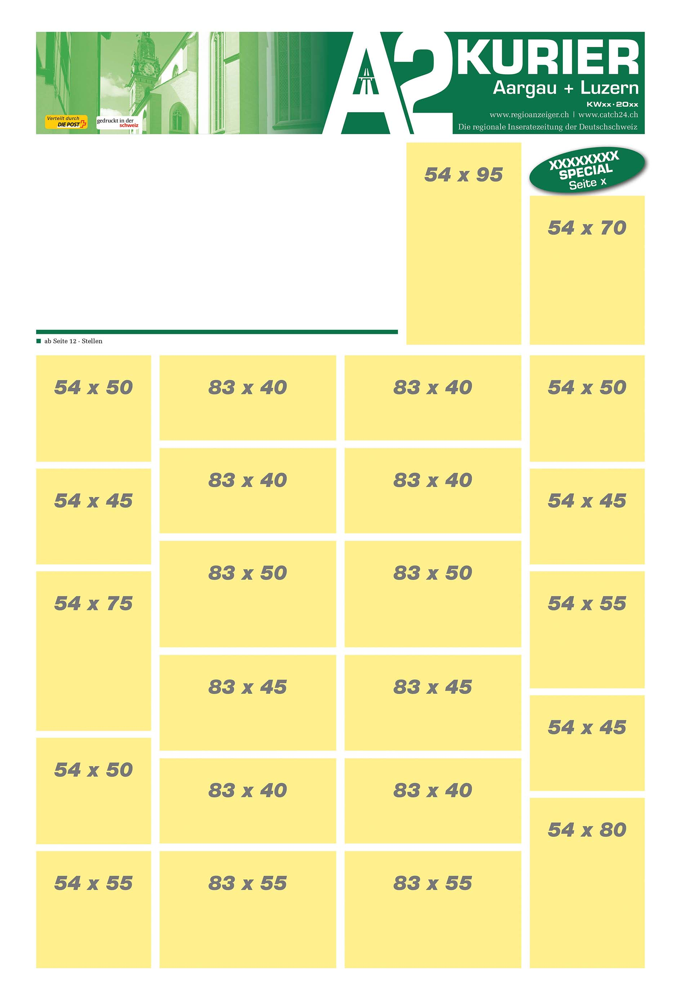 A2 KURIER
Aargau + Luzern
KWxx·20xx
www.regioanzeiger.ch | www.catch24.ch
Die regionale Inseratezeitung der Deutschschweiz
Verteilt durch
DIE POST
gedruckt in der
schweiz
54 x 95
XXXXXXXX
SPECIAL
Seite x
54 x 70
ab Seite 12 · Stellen
54 x 50
83 x 40
83 x 40
54 x 50
83 x 40
83 x 40
54 x 45
54 x 45
83 x 50
83 x 50
54 x 75
54 x 55
83 x 45
83 x 45
54 x 45
54 x 50
83 x 40
83 x 40
54 x 80
54 x 55
83 x 55
83 x 55